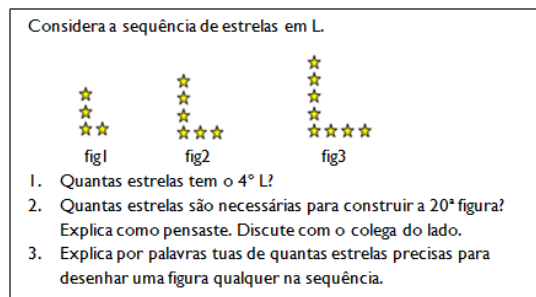 Considera a sequência de estrelas em L.
fig1 fig2 fig3
1. Quantas estrelas tem o 4º L?
2. Quantas estrelas são necessárias para construir a 20ª figura?
Explica como pensaste. Discute com o colega do lado.
3. Explica por palavras tuas de quantas estrelas precisas para
desenhar uma figura qualquer na sequência.